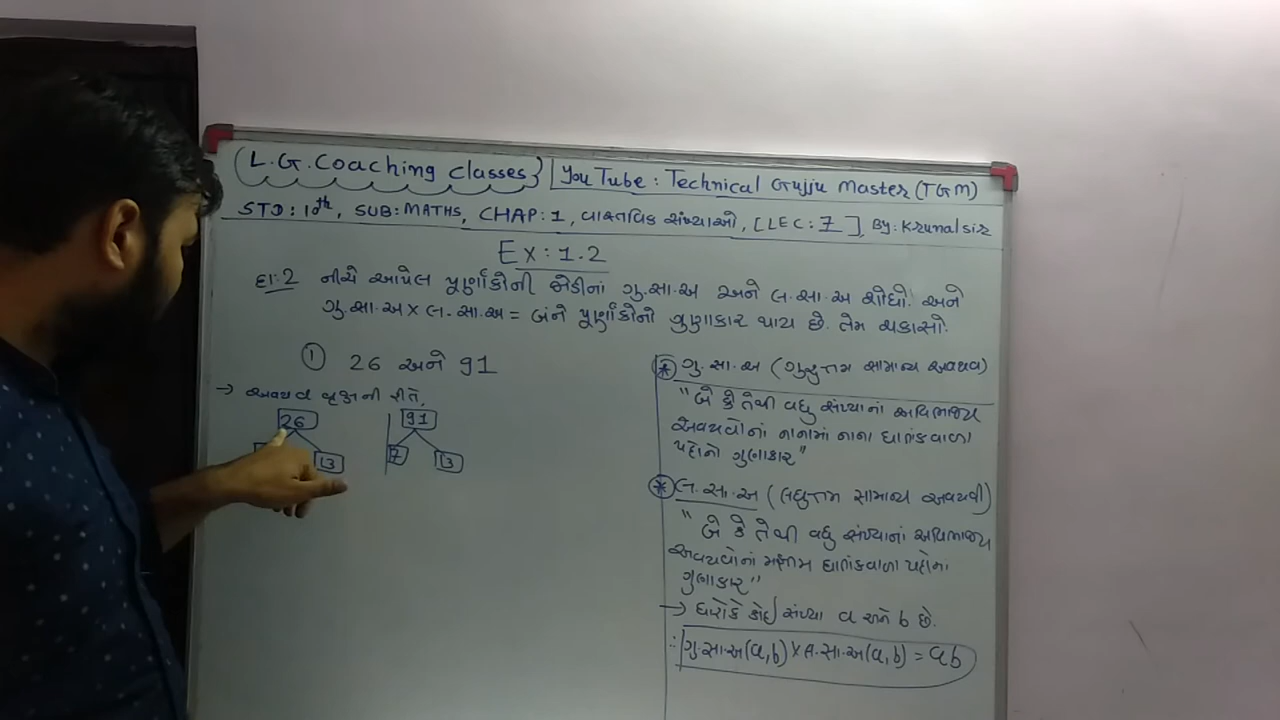 (L.G. Coaching classes} | YouTube : Technical Gujju Master (TGM)
STD : 10th, SUB: MATHS, CHAP : 1, વાસ્તવિક સંખ્યાઓ, [LEC : 7], By: Krunal sir
Ex : 1.2
દા:2 નીચે આપેલ પૂર્ણાંકોની જોડીનાં ગુ.સા.અ અને લ.સા.અ શોધો. અને
ગુ.સા.અ × લ.સા.અ = બંને પૂર્ણાંકોનો ગુણાકાર થાય છે. તેમ ચકાસો.
① 26 અને 91
→ અવયવ વૃક્ષની રીતે,
26 91
13 7 13
* ગુ.સા.અ (ગુરુત્તમ સામાન્ય અવયવ)
"બે કે તેથી વધુ સંખ્યાનાં અવિભાજ્ય
અવયવોનાં નાનામાં નાના ઘાતાંકવાળા
પદોનો ગુણાકાર"
* લ.સા.અ (લઘુત્તમ સામાન્ય અવયવી)
"બે કે તેથી વધુ સંખ્યાનાં અવિભાજ્ય
અવયવોનાં મહત્તમ ઘાતાંકવાળા પદોના
ગુણાકાર"
→ ધારોકે કોઈ સંખ્યા a અને b છે.
∴ ગુ.સા.અ(a,b) × લ.સા.અ(a,b) = ab